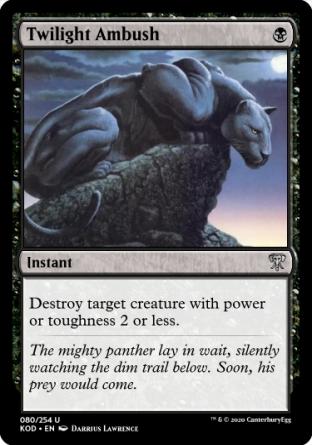 Twilight Ambush
Instant
Destroy target creature with power
or toughness 2 or less.
The mighty panther lay in wait, silently
watching the dim trail below. Soon, his
prey would come.
080/254 U
KOD • EN Darrius Lawrence
™ & © 2020 CanterburyEgg